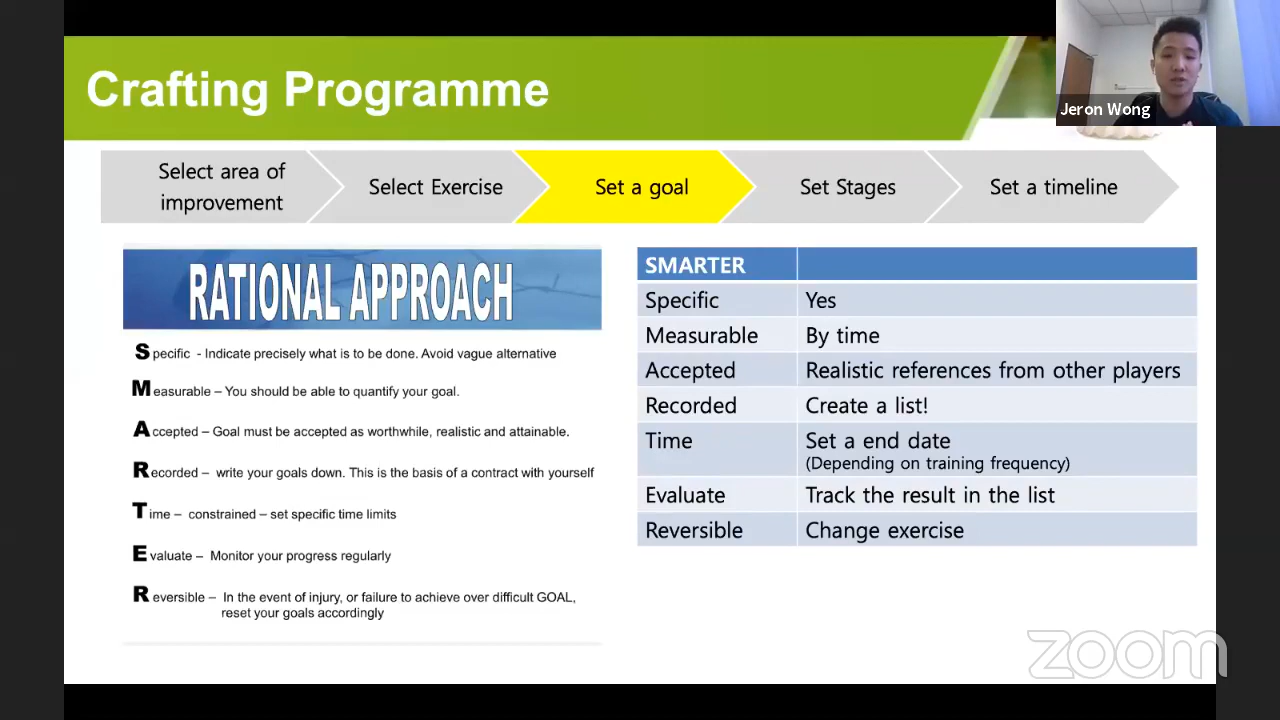 Crafting Programme
Jeron Wong
Select area of
improvement
Select Exercise
Set a goal
Set Stages
Set a timeline
RATIONAL APPROACH
Specific - Indicate precisely what is to be done. Avoid vague alternative
Measurable – You should be able to quantify your goal.
Accepted – Goal must be accepted as worthwhile, realistic and attainable.
Recorded – write your goals down. This is the basis of a contract with yourself
Time – constrained – set specific time limits
Evaluate – Monitor your progress regularly
Reversible – In the event of injury, or failure to achieve over difficult GOAL,
reset your goals accordingly
SMARTER
Specific Yes
Measurable By time
Accepted Realistic references from other players
Recorded Create a list!
Time Set a end date
(Depending on training frequency)
Evaluate Track the result in the list
Reversible Change exercise
zoom